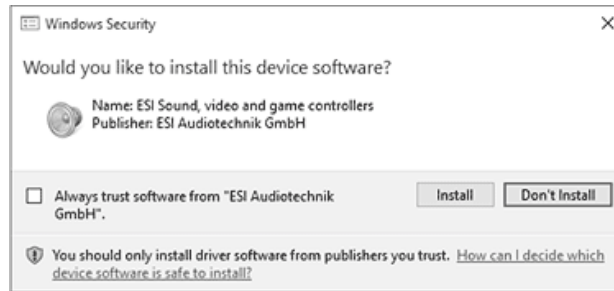 Windows Security
Would you like to install this device software?
Name: ESI Sound, video and game controllers
Publisher: ESI Audiotechnik GmbH
Always trust software from "ESI Audiotechnik
GmbH".
Install
Don't Install
You should only install driver software from publishers you trust. How can I decide which
device software is safe to install?